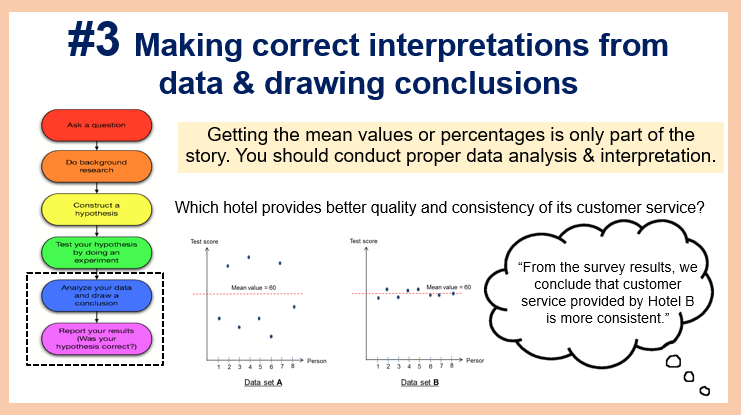 #3 Making correct interpretations from
data & drawing conclusions
Ask a question
Do background
research
Construct a
hypothesis
Test your hypothesis
by doing an
experiment
Analyze your data
and draw a
conclusion
Report your results
(Was your
hypothesis correct?)
Getting the mean values or percentages is only part of the
story. You should conduct proper data analysis & interpretation.
Which hotel provides better quality and consistency of its customer service?
Test score
Mean value = 60
1 2 3 4 5 6 7 8
Person
Data set A
Test score
Mean value = 60
1 2 3 4 5 6 7 8
Person
Data set B
“From the survey results, we
conclude that customer
service provided by Hotel B
is more consistent.”